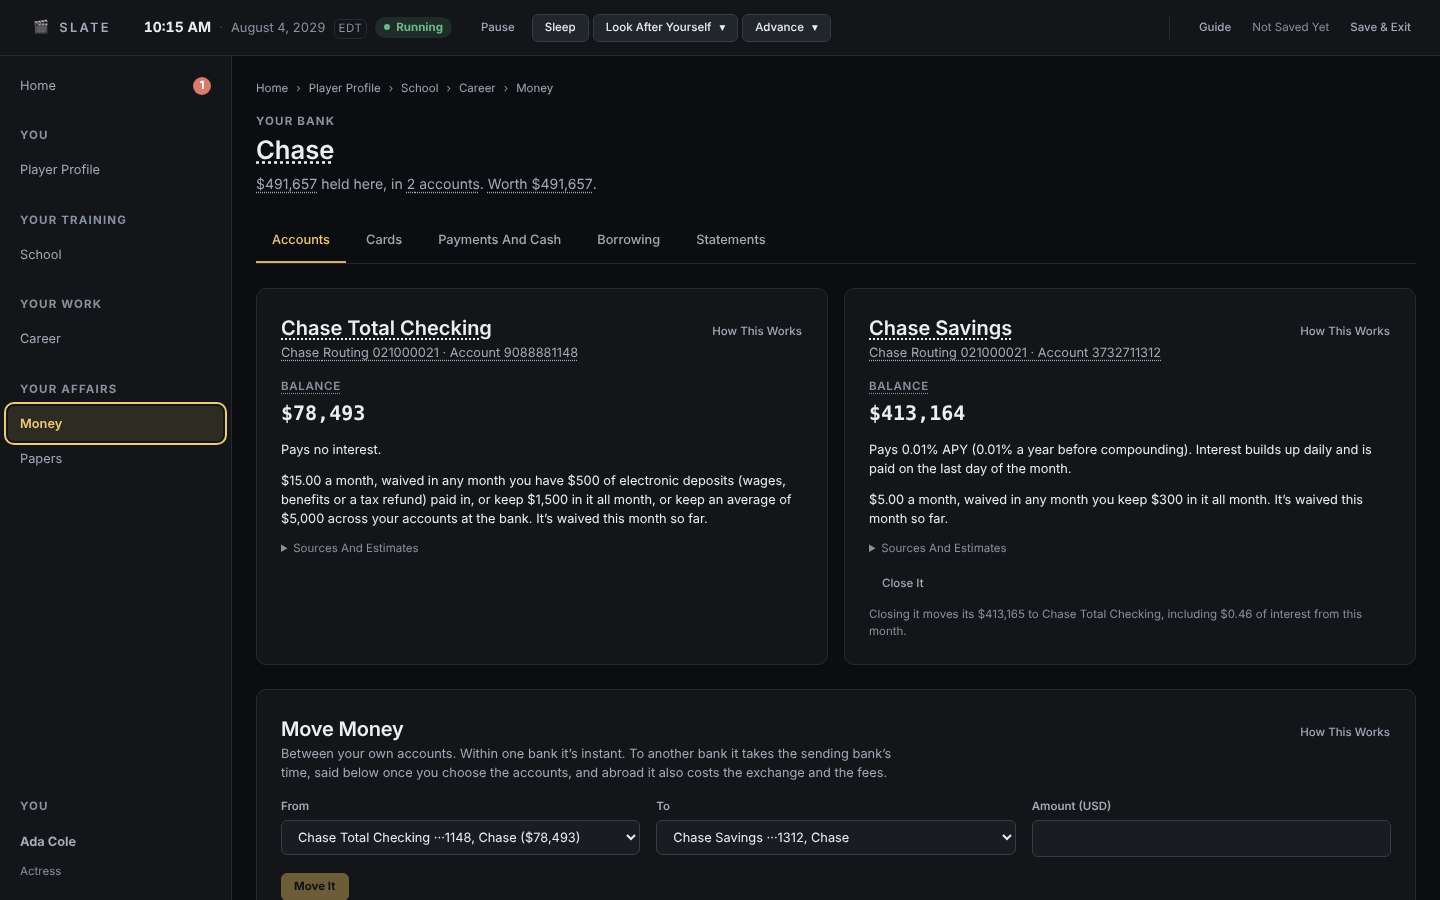 SLATE
10:15 AM · August 4, 2029 EDT Running
Pause
Sleep
Look After Yourself ▾
Advance ▾
Guide
Not Saved Yet
Save & Exit
Home
1
YOU
Player Profile
YOUR TRAINING
School
YOUR WORK
Career
YOUR AFFAIRS
Money
Papers
YOU
Ada Cole
Actress
Home › Player Profile › School › Career › Money
YOUR BANK
Chase
$491,657 held here, in 2 accounts. Worth $491,657.
Accounts
Cards
Payments And Cash
Borrowing
Statements
Chase Total Checking
How This Works
Chase Routing 021000021 · Account 9088881148
BALANCE
$78,493
Pays no interest.
$15.00 a month, waived in any month you have $500 of electronic deposits (wages,
benefits or a tax refund) paid in, or keep $1,500 in it all month, or keep an average of
$5,000 across your accounts at the bank. It’s waived this month so far.
▶ Sources And Estimates
Chase Savings
How This Works
Chase Routing 021000021 · Account 3732711312
BALANCE
$413,164
Pays 0.01% APY (0.01% a year before compounding). Interest builds up daily and is
paid on the last day of the month.
$5.00 a month, waived in any month you keep $300 in it all month. It’s waived this
month so far.
▶ Sources And Estimates
Close It
Closing it moves its $413,165 to Chase Total Checking, including $0.46 of interest from this
month.
Move Money
How This Works
Between your own accounts. Within one bank it’s instant. To another bank it takes the sending bank’s
time, said below once you choose the accounts, and abroad it also costs the exchange and the fees.
From
Chase Total Checking ···1148, Chase ($78,493)
To
Chase Savings ···1312, Chase
Amount (USD)
Move It